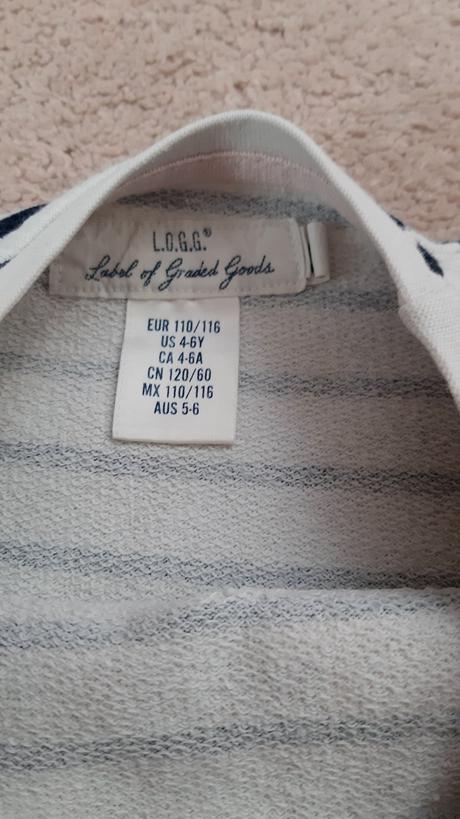 L.O.G.G.®
Label of Graded Goods
EUR 110/116
US 4-6Y
CA 4-6A
CN 120/60
MX 110/116
AUS 5-6